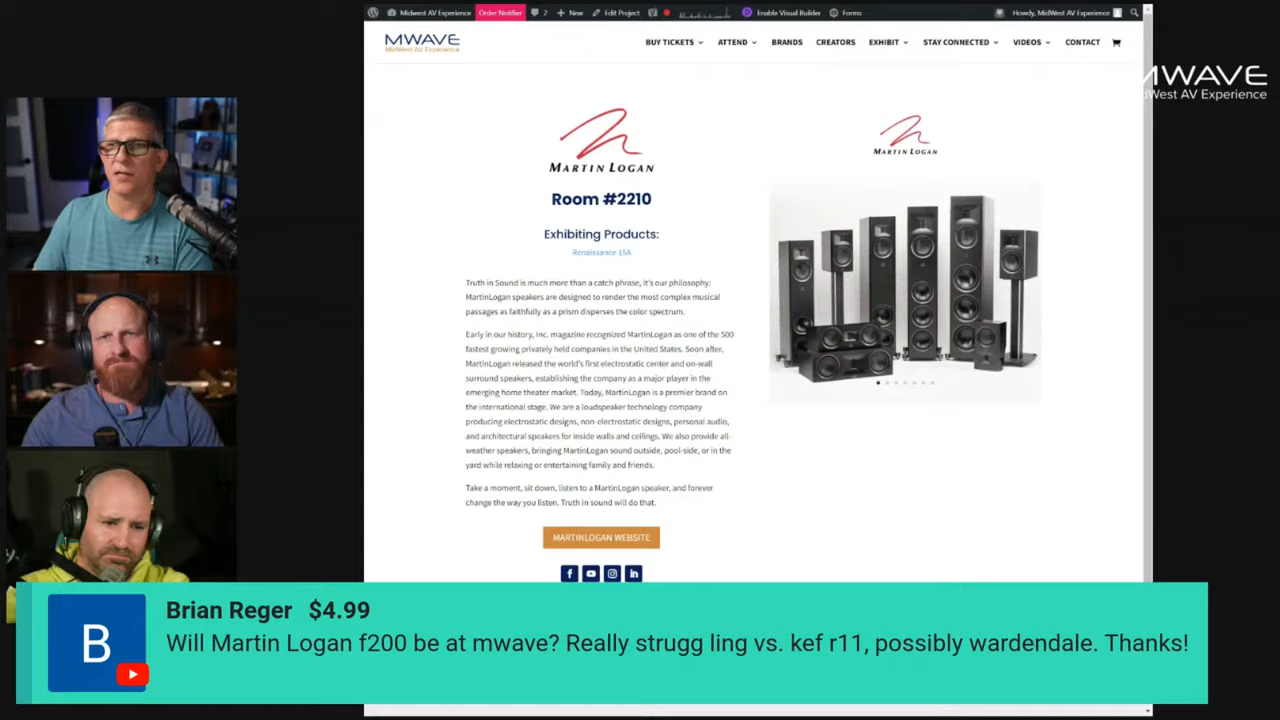 Midwest AV Experience
Order Notifier
2
New
Edit Project
Enable Visual Builder
Forms
Howdy, MidWest AV Experience
MWAVE
MidWest AV Experience
BUY TICKETS
ATTEND
BRANDS
CREATORS
EXHIBIT
STAY CONNECTED
VIDEOS
CONTACT
MWAVE
MidWest AV Experience
MARTIN LOGAN
Room #2210
Exhibiting Products:
Renaissance 15A
Truth in Sound is much more than a catch phrase, it's our philosophy:
MartinLogan speakers are designed to render the most complex musical
passages as faithfully as a prism disperses the color spectrum.
Early in our history, Inc. magazine recognized MartinLogan as one of the 500
fastest growing privately held companies in the United States. Soon after,
MartinLogan released the world's first electrostatic center and on-wall
surround speakers, establishing the company as a major player in the
emerging home theater market. Today, MartinLogan is a premier brand on
the international stage. We are a loudspeaker technology company
producing electrostatic designs, non electrostatic designs, personal audio,
and architectural speakers for inside walls and ceilings. We also provide all-
weather speakers, bringing MartinLogan sound outside, pool-side, or in the
yard while relaxing or entertaining family and friends.
Take a moment, sit down, listen to a MartinLogan speaker, and forever
change the way you listen. Truth in sound will do that.
MARTINLOGAN WEBSITE
MARTIN LOGAN
B
Brian Reger $4.99
Will Martin Logan f200 be at mwave? Really strugg ling vs. kef r11, possibly wardendale. Thanks!